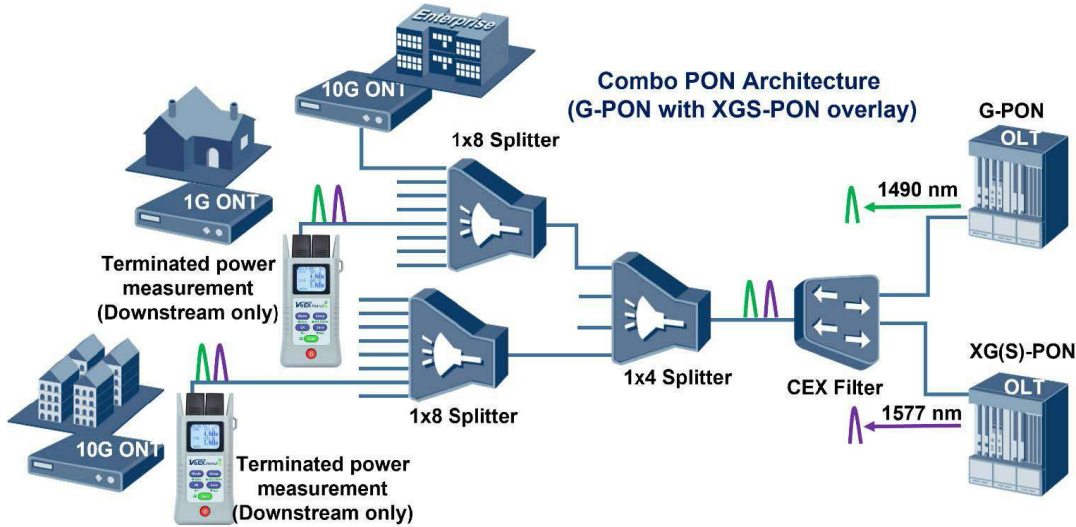 Enterprise
10G ONT
Combo PON Architecture
(G-PON with XGS-PON overlay)
G-PON
OLT
1x8 Splitter
1490 nm
1G ONT
Terminated power
measurement
(Downstream only)
VeEX
1x4 Splitter
CEX Filter
XG(S)-PON
OLT
1577 nm
1x8 Splitter
10G ONT
VeEX
Terminated power
measurement
(Downstream only)